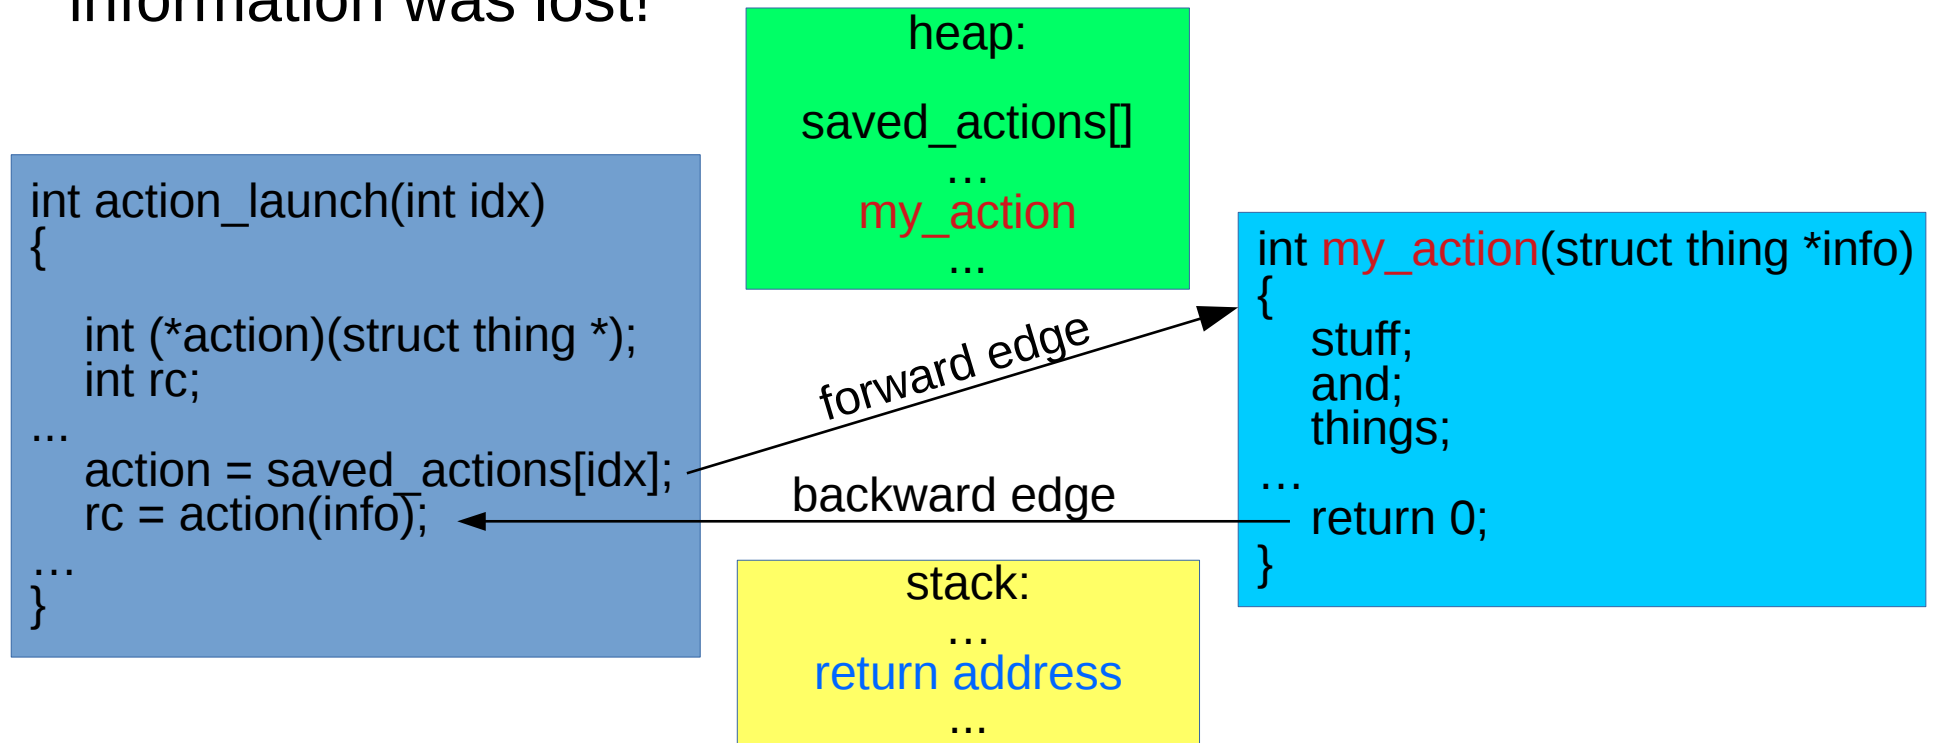 information was lost!
heap:
saved_actions[]
…
my_action
...
int action_launch(int idx)
{
int (*action)(struct thing *);
int rc;
...
action = saved_actions[idx];
rc = action(info);
…
}
forward edge
backward edge
int my_action(struct thing *info)
{
stuff;
and;
things;
…
return 0;
}
stack:
…
return address
...